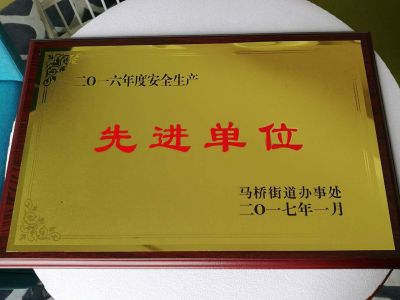 二〇一六年度安全生产
先进单位
马桥街道办事处
二〇一七年一月